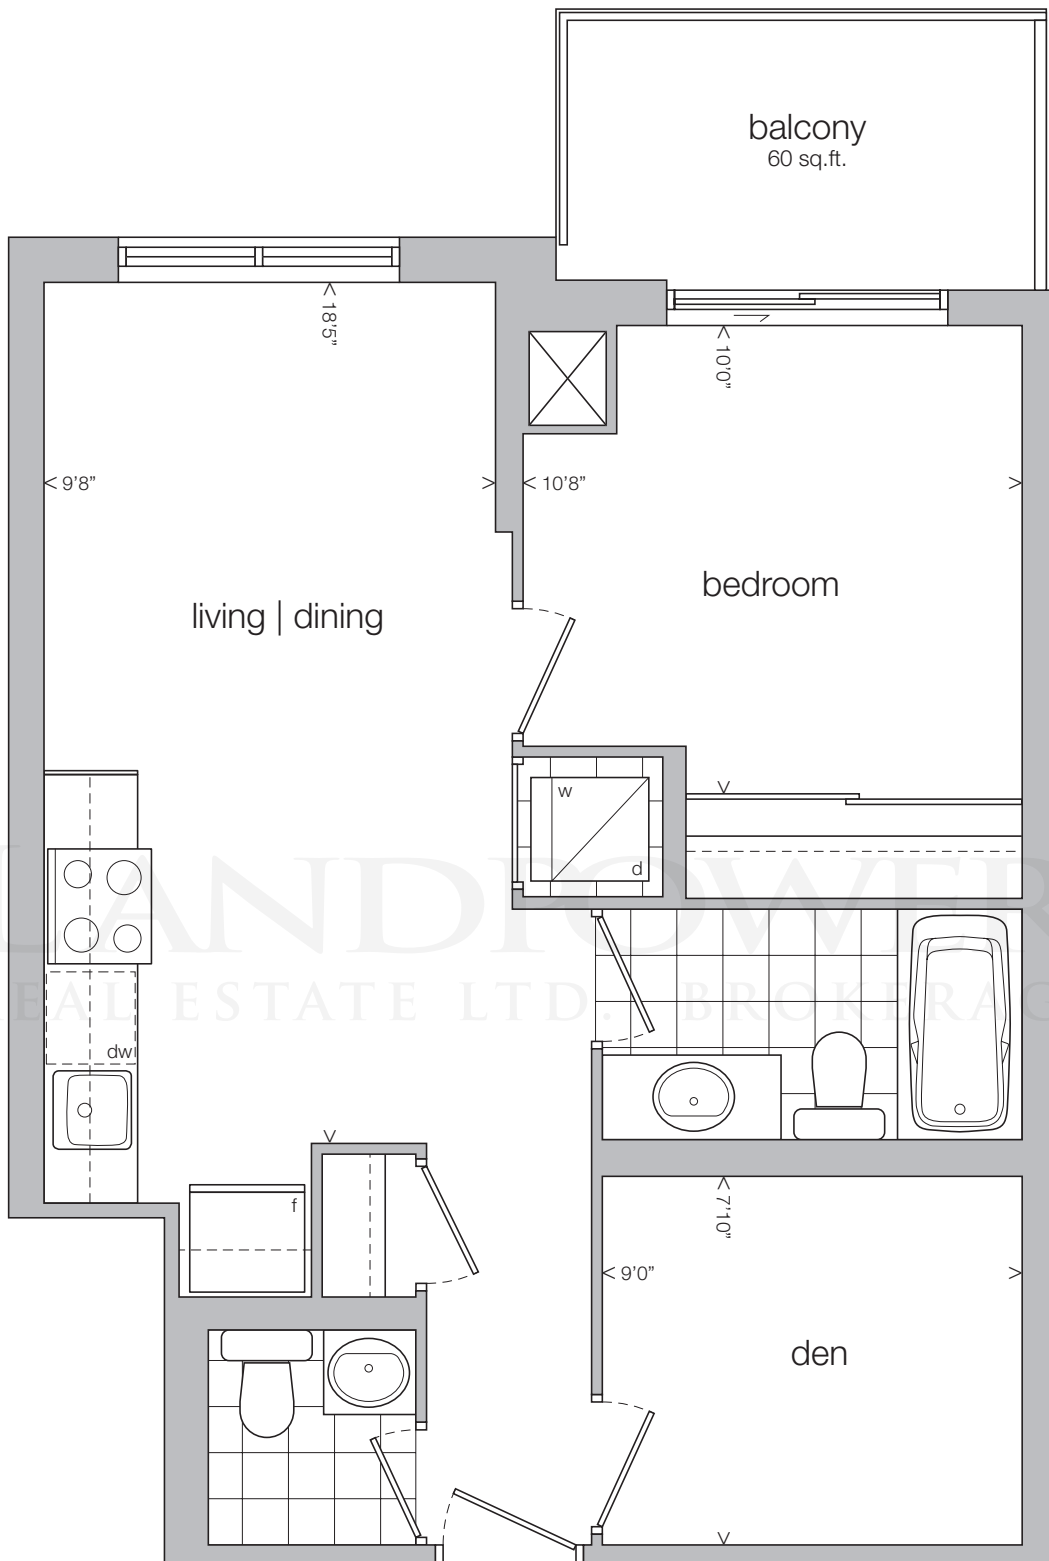 balcony
60 sq.ft.
18'5"
10'0"
9'8"
10'8"
bedroom
living | dining
w
d
LANDPOWER
REAL ESTATE LTD. BROKERAG
dw
f
7'10"
9'0"
den